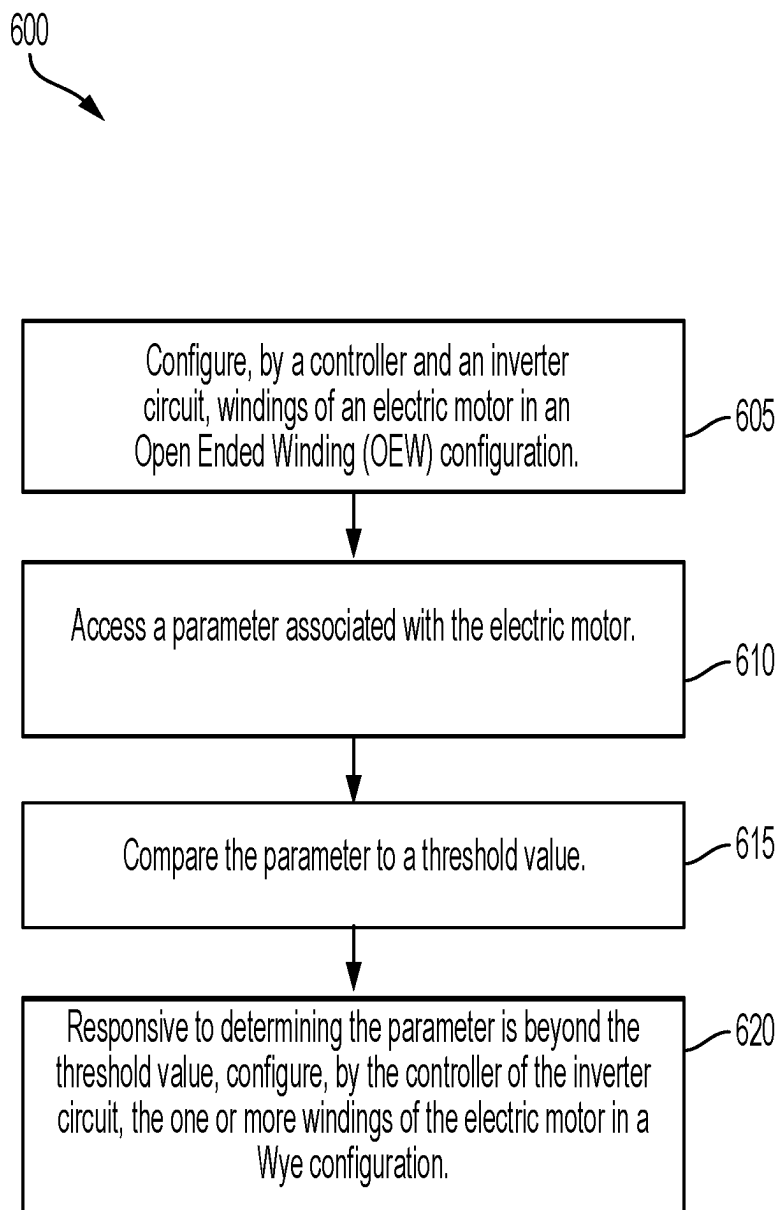 600
Configure, by a controller and an inverter
circuit, windings of an electric motor in an
Open Ended Winding (OEW) configuration.
605
Access a parameter associated with the electric motor.
610
Compare the parameter to a threshold value.
615
Responsive to determining the parameter is beyond the
threshold value, configure, by the controller of the inverter
circuit, the one or more windings of the electric motor in a
Wye configuration.
620